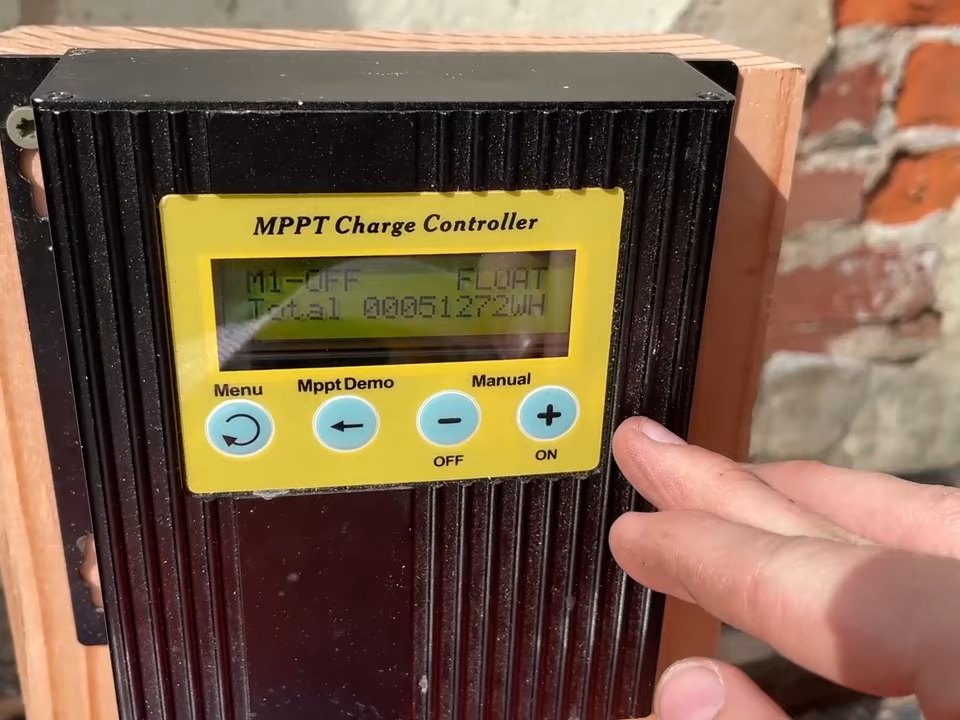 MPPT Charge Controller
M1-OFF FLOAT
Total 00051272WH
Menu Mppt Demo Manual
OFF ON